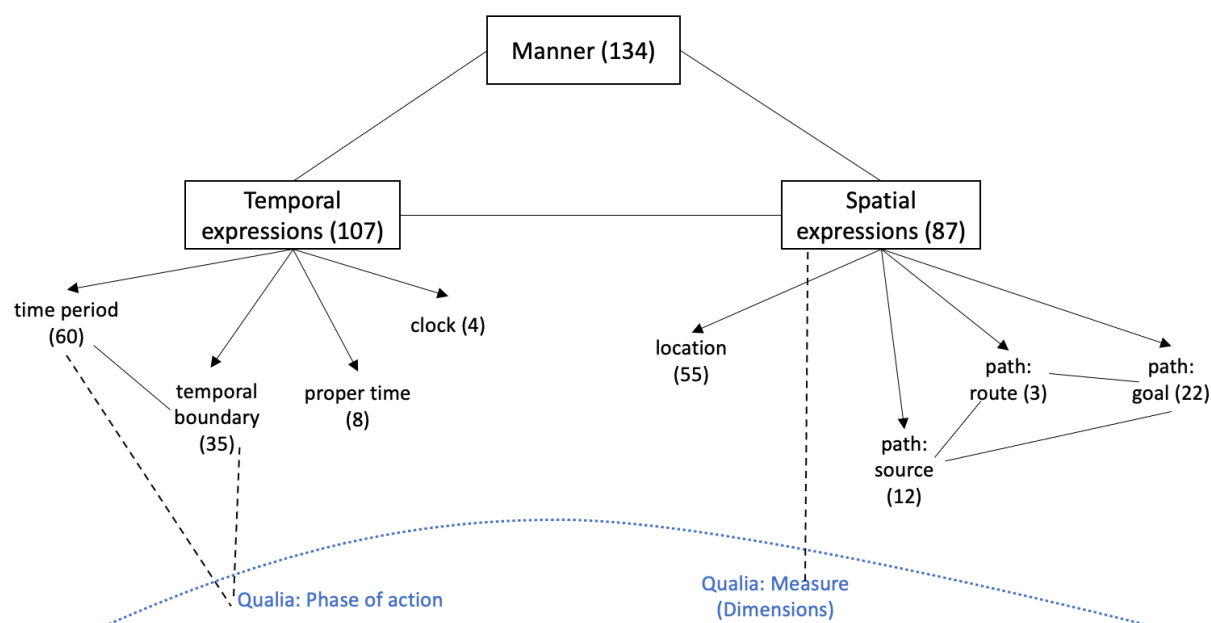 Manner (134)
Temporal
expressions (107)
Spatial
expressions (87)
time period
(60)
clock (4)
temporal
boundary
(35)
proper time
(8)
location
(55)
path:
route (3)
path:
goal (22)
path:
source
(12)
Qualia: Phase of action
Qualia: Measure
(Dimensions)